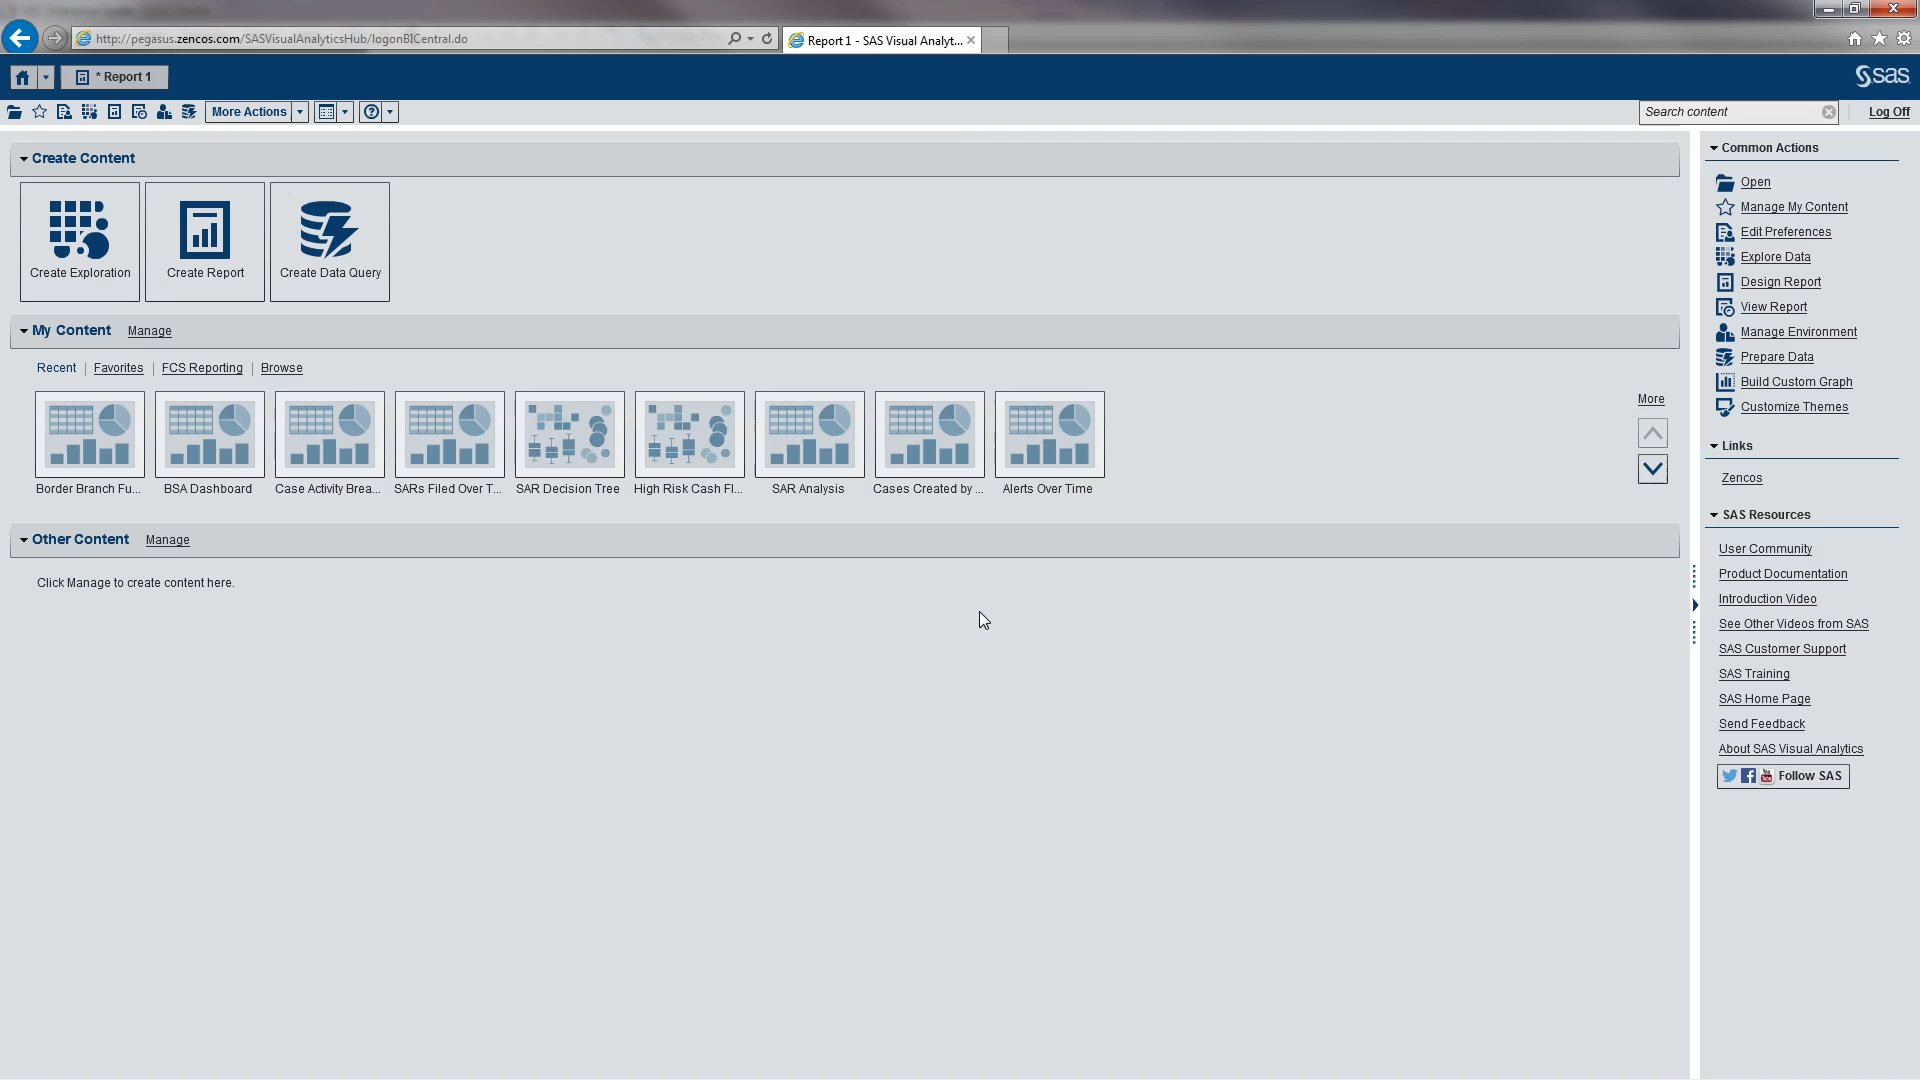 http://pegasus.zencos.com/SASVisualAnalyticsHub/logonBICentral.do
Report 1 - SAS Visual Analyt...
* Report 1
sas
More Actions
Search content
Log Off
Create Content
Create Exploration
Create Report
Create Data Query
My Content Manage
Recent | Favorites | FCS Reporting | Browse
More
Border Branch Fu...
BSA Dashboard
Case Activity Brea...
SARs Filed Over T...
SAR Decision Tree
High Risk Cash Fl...
SAR Analysis
Cases Created by ...
Alerts Over Time
Other Content Manage
Click Manage to create content here.
Common Actions
Open
Manage My Content
Edit Preferences
Explore Data
Design Report
View Report
Manage Environment
Prepare Data
Build Custom Graph
Customize Themes
Links
Zencos
SAS Resources
User Community
Product Documentation
Introduction Video
See Other Videos from SAS
SAS Customer Support
SAS Training
SAS Home Page
Send Feedback
About SAS Visual Analytics
Follow SAS